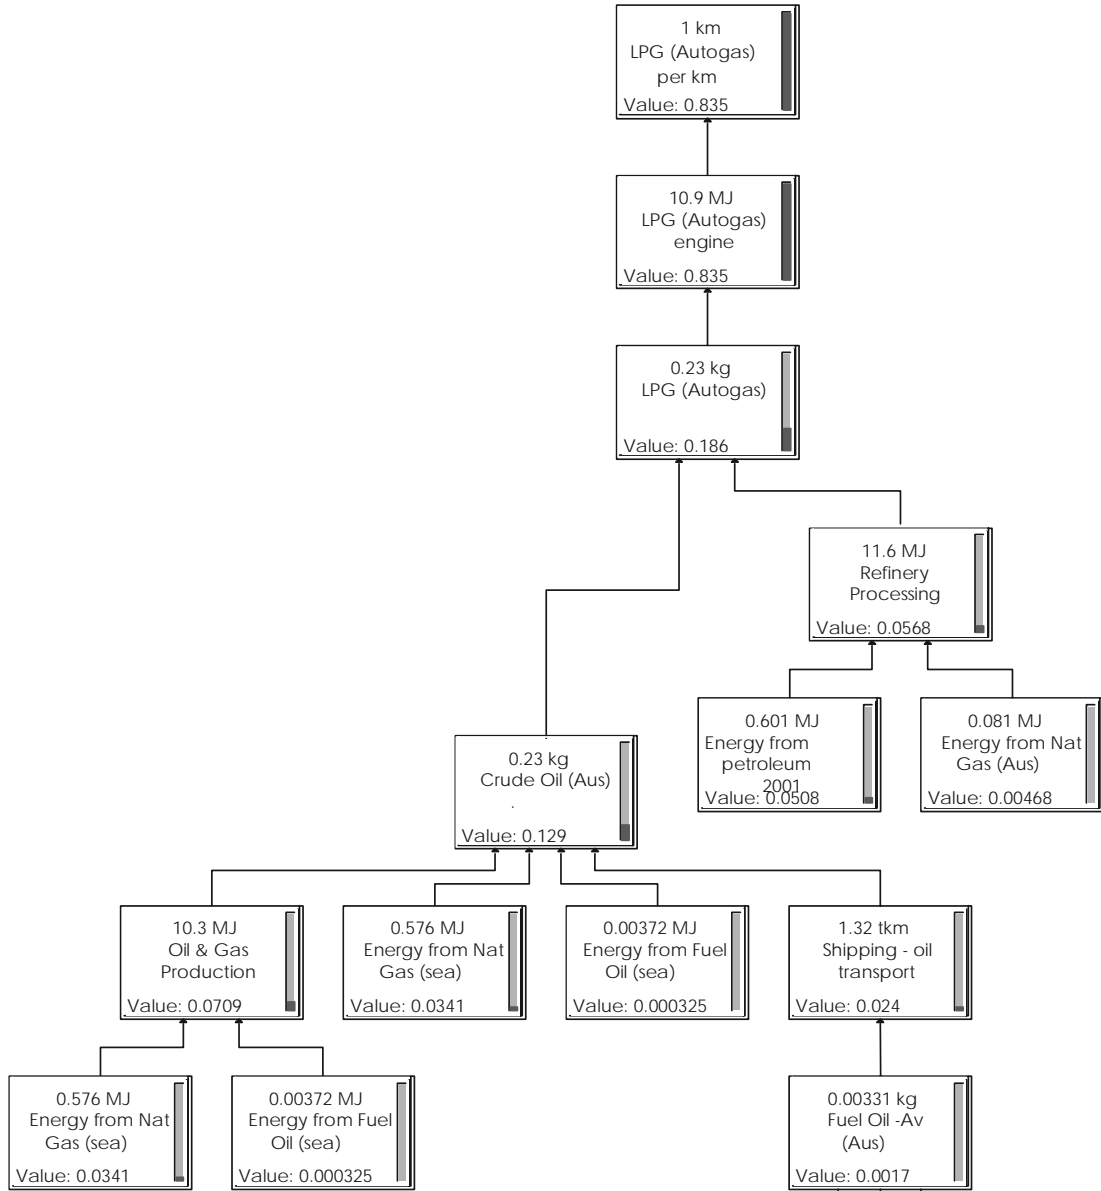 1 km
LPG (Autogas)
per km
Value: 0.835
10.9 MJ
LPG (Autogas)
engine
Value: 0.835
0.23 kg
LPG (Autogas)
Value: 0.186
11.6 MJ
Refinery
Processing
Value: 0.0568
0.601 MJ
Energy from
petroleum
2001
Value: 0.0508
0.081 MJ
Energy from Nat
Gas (Aus)
Value: 0.00468
0.23 kg
Crude Oil (Aus)
.
Value: 0.129
10.3 MJ
Oil & Gas
Production
Value: 0.0709
0.576 MJ
Energy from Nat
Gas (sea)
Value: 0.0341
0.00372 MJ
Energy from Fuel
Oil (sea)
Value: 0.000325
1.32 tkm
Shipping - oil
transport
Value: 0.024
0.576 MJ
Energy from Nat
Gas (sea)
Value: 0.0341
0.00372 MJ
Energy from Fuel
Oil (sea)
Value: 0.000325
0.00331 kg
Fuel Oil -Av
(Aus)
Value: 0.0017